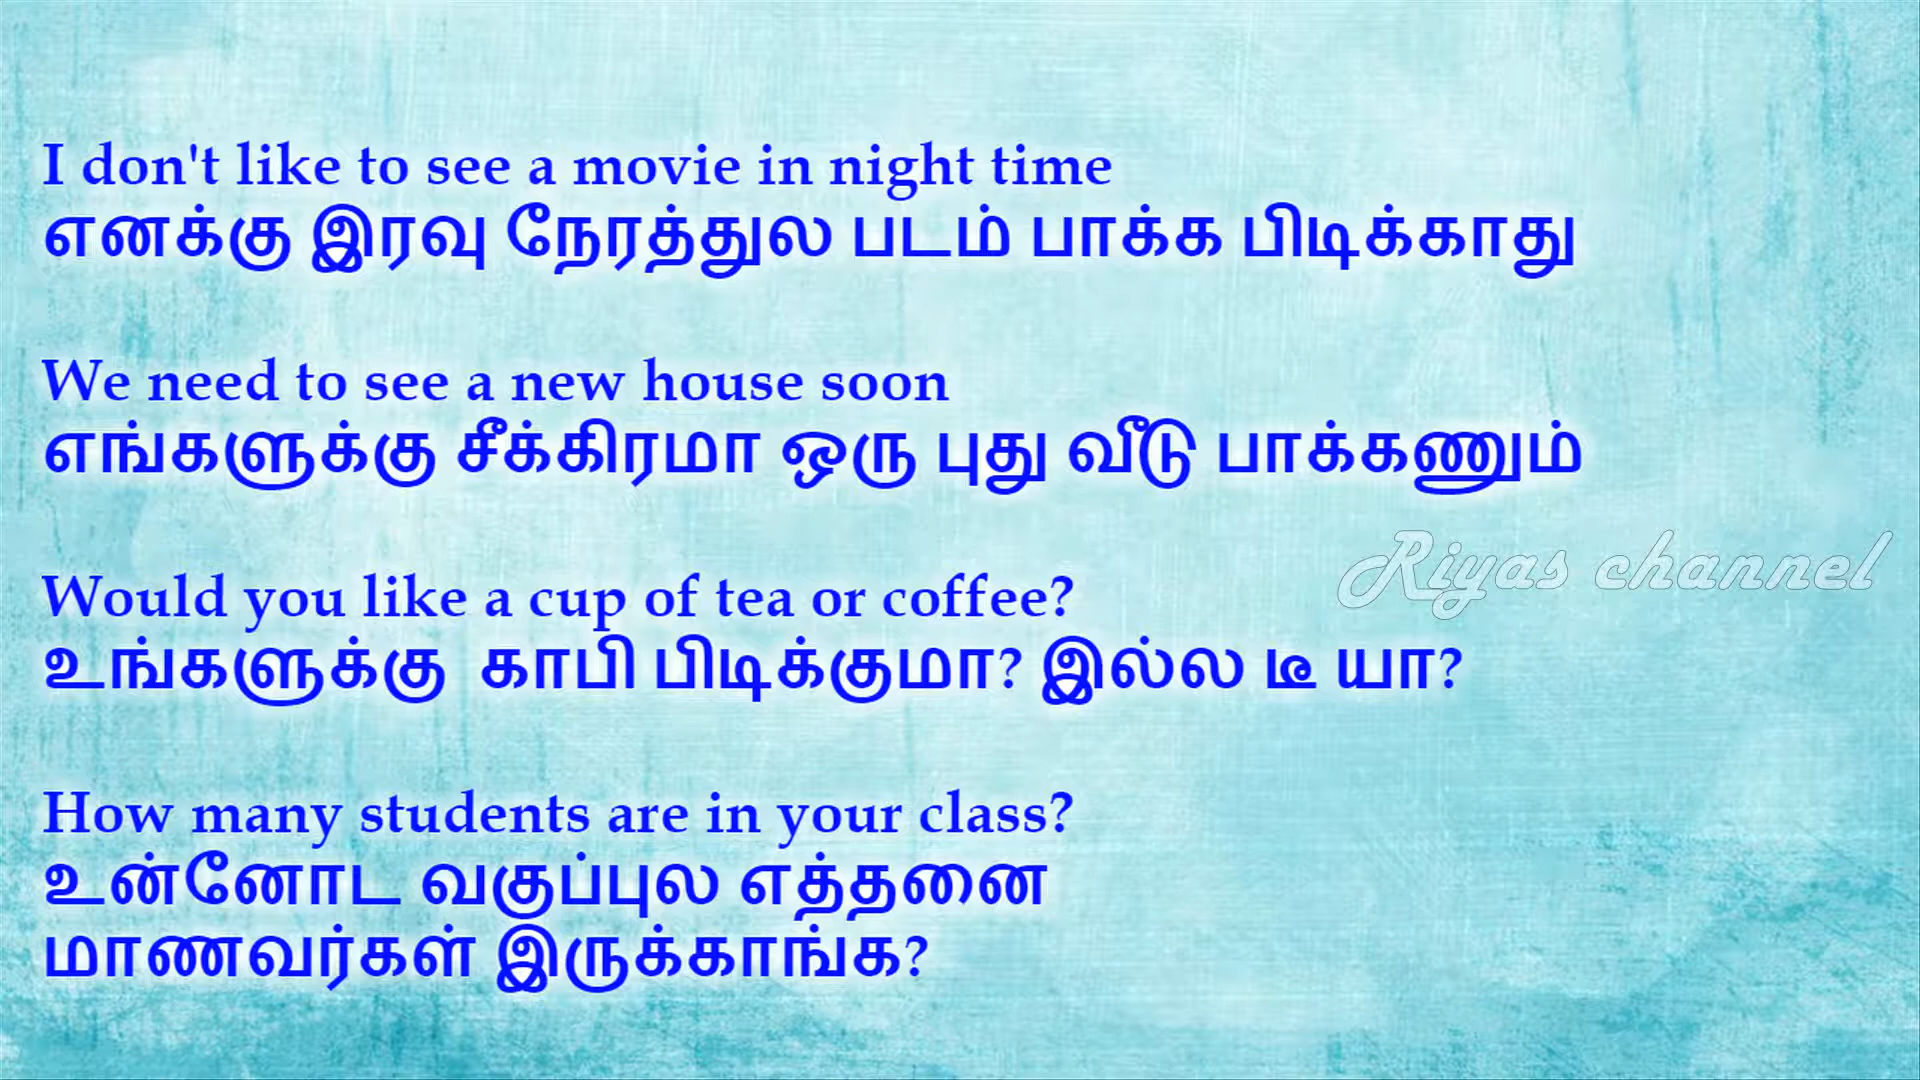 I don't like to see a movie in night time
எனக்கு இரவு நேரத்துல படம் பாக்க பிடிக்காது
We need to see a new house soon
எங்களுக்கு சீக்கிரமா ஒரு புது வீடு பாக்கணும்
Riyas channel
Would you like a cup of tea or coffee?
உங்களுக்கு காபி பிடிக்குமா? இல்ல டீ யா?
How many students are in your class?
உன்னோட வகுப்புல எத்தனை
மாணவர்கள் இருக்காங்க?